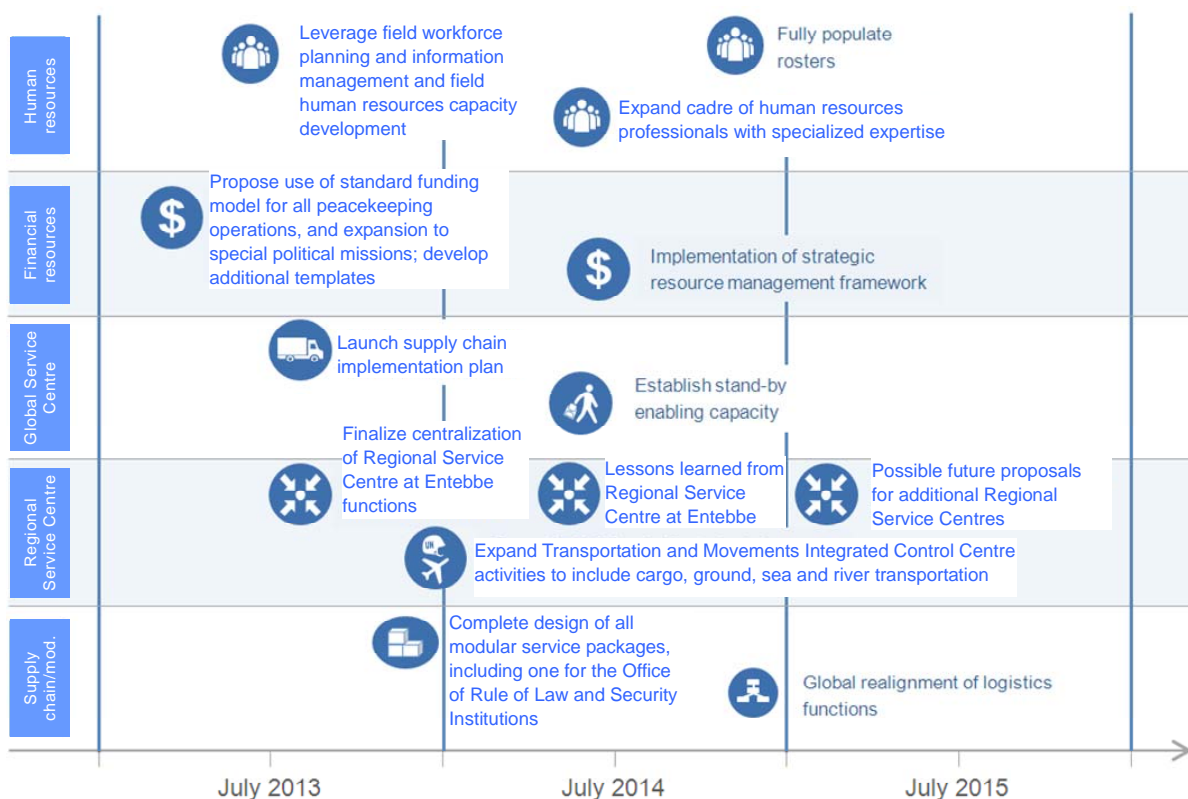 Human
resources
Leverage field workforce
planning and information
management and field
human resources capacity
development
Fully populate
rosters
Expand cadre of human resources
professionals with specialized expertise
Financial
resources
$
Propose use of standard funding
model for all peacekeeping
operations, and expansion to
special political missions; develop
additional templates
$
Implementation of strategic
resource management framework
Global Service
Centre
Launch supply chain
implementation plan
Establish stand-by
enabling capacity
Regional
Service Centre
Finalize centralization
of Regional Service
Centre at Entebbe
functions
Lessons learned from
Regional Service
Centre at Entebbe
Possible future proposals
for additional Regional
Service Centres
UN
Expand Transportation and Movements Integrated Control Centre
activities to include cargo, ground, sea and river transportation
Supply
chain/mod.
Complete design of all
modular service packages,
including one for the Office
of Rule of Law and Security
Institutions
Global realignment of logistics
functions
July 2013
July 2014
July 2015